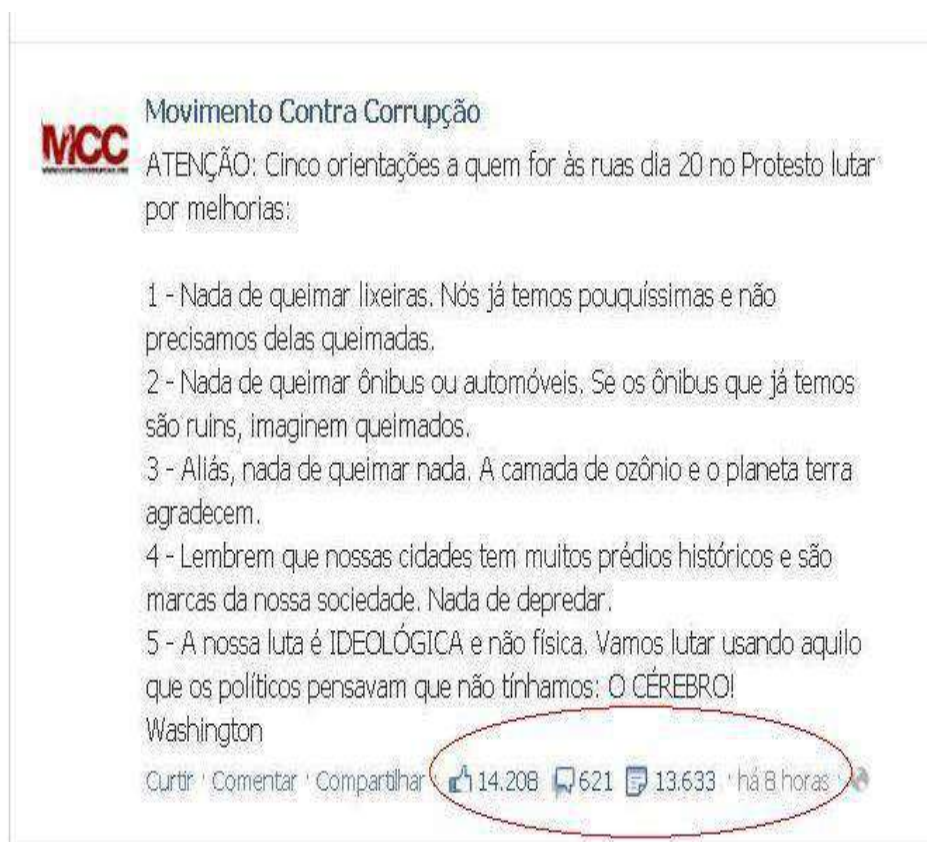 Movimento Contra Corrupção
MCC
ATENÇÃO: Cinco orientações a quem for às ruas dia 20 no Protesto lutar
por melhorias:
1 - Nada de queimar lixeiras. Nós já temos pouquíssimas e não
precisamos delas queimadas.
2 - Nada de queimar ônibus ou automóveis. Se os ônibus que já temos
são ruins, imaginem queimados.
3 - Aliás, nada de queimar nada. A camada de ozônio e o planeta terra
agradecem.
4 - Lembrem que nossas cidades tem muitos prédios históricos e são
marcas da nossa sociedade. Nada de depredar.
5 - A nossa luta é IDEOLÓGICA e não física. Vamos lutar usando aquilo
que os políticos pensavam que não tínhamos: O CÉREBRO!
Washington
Curtir · Comentar · Compartilhar · 14.208 621 13.633 · há 8 horas ·